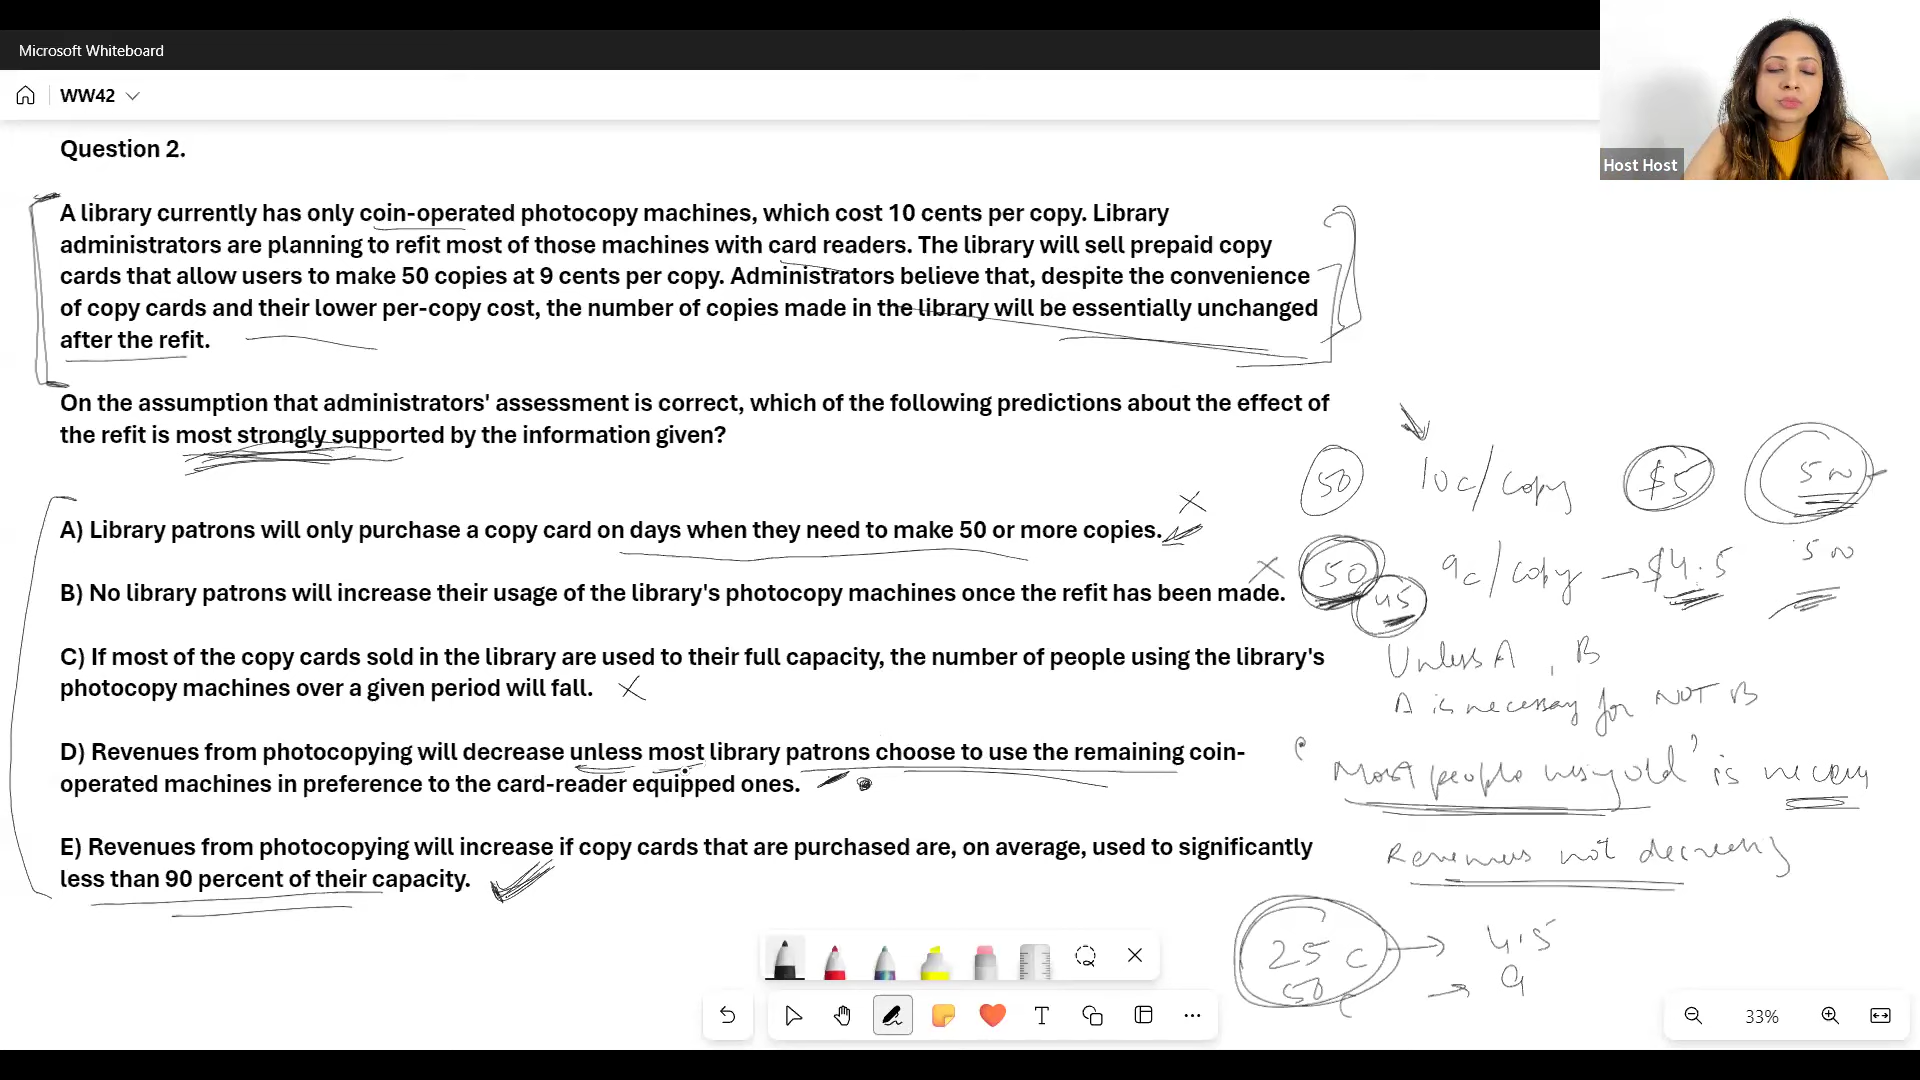 Microsoft Whiteboard
WW42
Host Host
Question 2.
A library currently has only coin-operated photocopy machines, which cost 10 cents per copy. Library
administrators are planning to refit most of those machines with card readers. The library will sell prepaid copy
cards that allow users to make 50 copies at 9 cents per copy. Administrators believe that, despite the convenience
of copy cards and their lower per-copy cost, the number of copies made in the library will be essentially unchanged
after the refit.
On the assumption that administrators' assessment is correct, which of the following predictions about the effect of
the refit is most strongly supported by the information given?
A) Library patrons will only purchase a copy card on days when they need to make 50 or more copies.
B) No library patrons will increase their usage of the library's photocopy machines once the refit has been made.
C) If most of the copy cards sold in the library are used to their full capacity, the number of people using the library's
photocopy machines over a given period will fall.
D) Revenues from photocopying will decrease unless most library patrons choose to use the remaining coin-
operated machines in preference to the card-reader equipped ones.
E) Revenues from photocopying will increase if copy cards that are purchased are, on average, used to significantly
less than 90 percent of their capacity.
50 10c/copy $5
50 9c/copy → $4.5
45
Unless A, B
A is necessary for NOT B
'Most people using old' is
Revenues not
25 c → 4.5
50 c → 9
33%